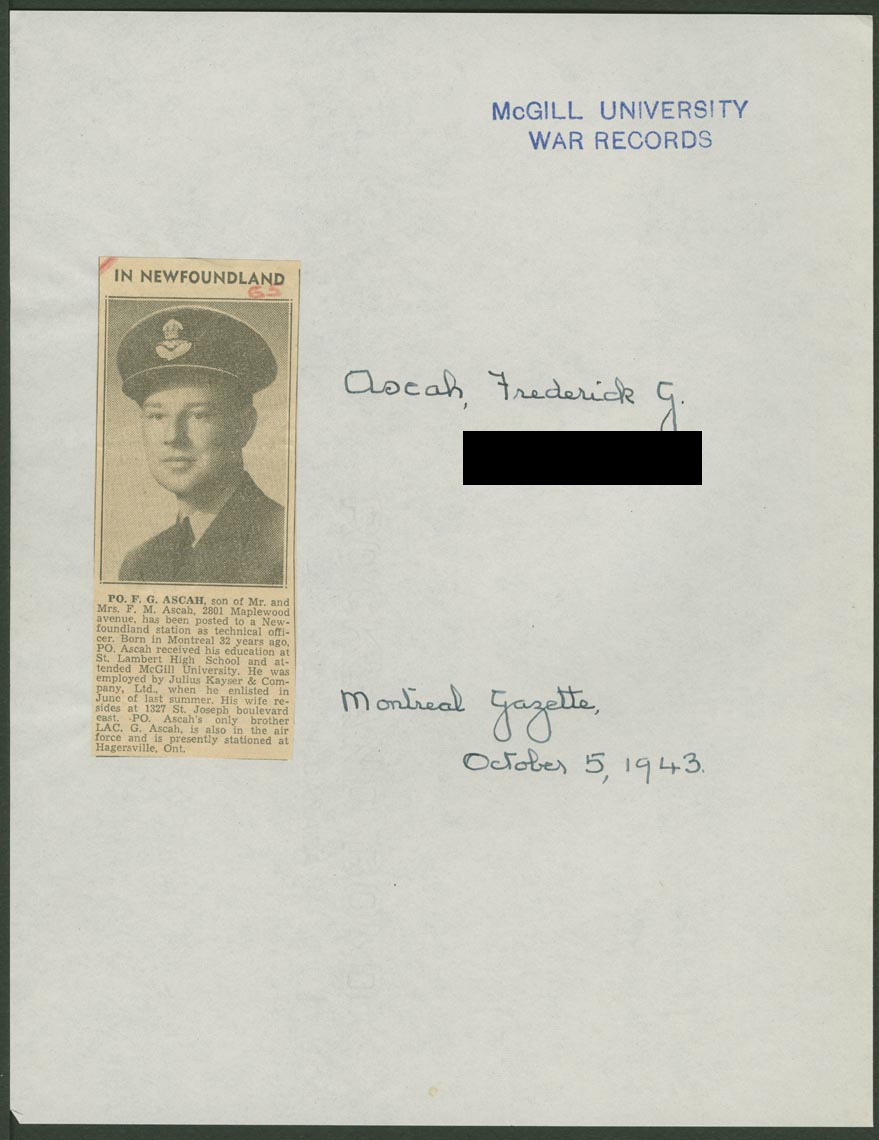 McGILL UNIVERSITY
WAR RECORDS
IN NEWFOUNDLAND
G5
Ascah, Frederick G.
PO. F. G. ASCAH, son of Mr. and
Mrs. F. M. Ascah, 2801 Maplewood
avenue, has been posted to a New-
foundland station as technical offi-
cer. Born in Montreal 32 years ago,
PO. Ascah received his education at
St. Lambert High School and at-
tended McGill University. He was
employed by Julius Kayser & Com-
pany, Ltd., when he enlisted in
June of last summer. His wife re-
sides at 1327 St. Joseph boulevard
east. PO. Ascah's only brother
LAC. G. Ascah, is also in the air
force and is presently stationed at
Hagersville, Ont.
Montreal Gazette,
October 5, 1943.